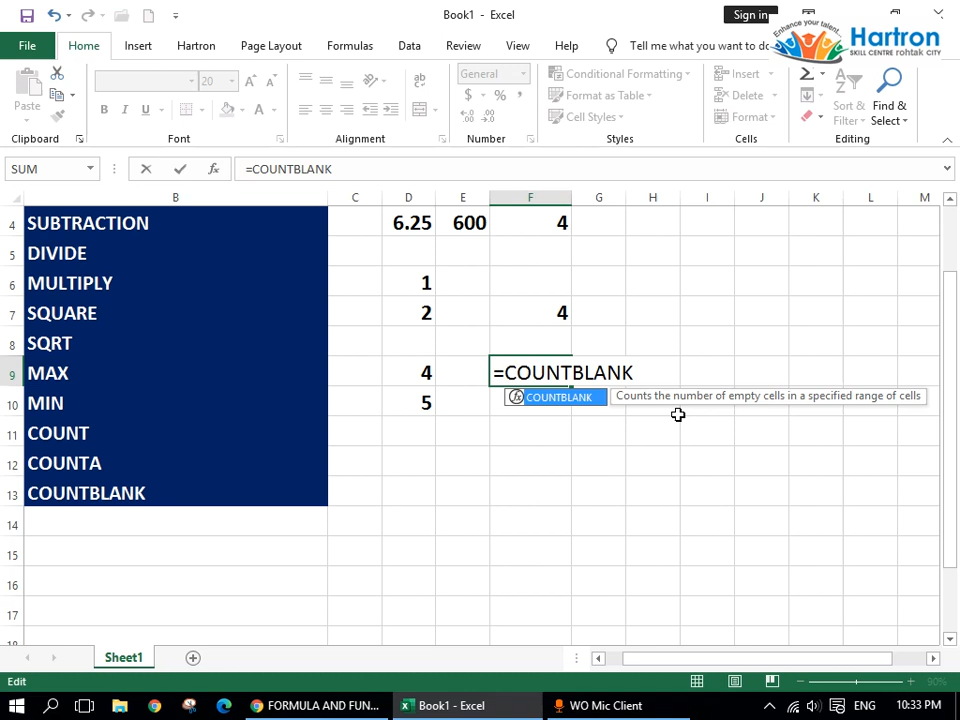 Book1 - Excel
Sign in
Enhance your talent..
Hartron
SKILL CENTRE rohtak CITY
File
Home
Insert
Hartron
Page Layout
Formulas
Data
Review
View
Help
Tell me what you want to do
Paste
20
B I U
General
Conditional Formatting
Format as Table
Cell Styles
Insert
Delete
Format
Sort &
Filter
Find &
Select
Clipboard
Font
Alignment
Number
Styles
Cells
Editing
SUM
=COUNTBLANK
B C D E F G H I J K L M
4 SUBTRACTION 6.25 600 4
5 DIVIDE
6 MULTIPLY 1
7 SQUARE 2 4
8 SQRT
9 MAX 4 =COUNTBLANK
COUNTBLANK Counts the number of empty cells in a specified range of cells
10 MIN 5
11 COUNT
12 COUNTA
13 COUNTBLANK
14
15
16
17
18
Sheet1
Edit
90%
FORMULA AND FUN...
Book1 - Excel
WO Mic Client
ENG
10:33 PM